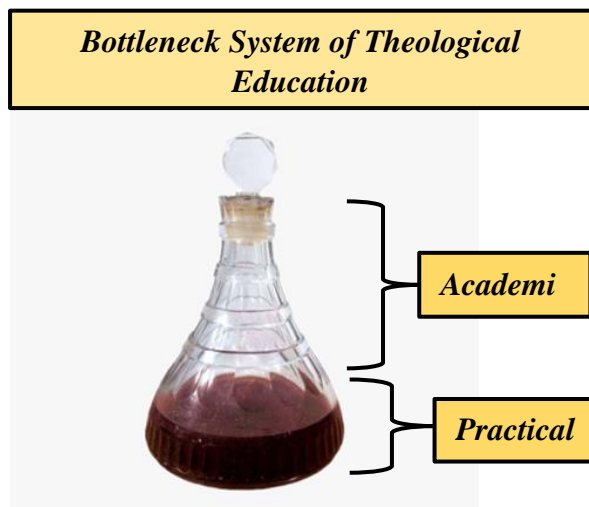 Bottleneck System of Theological
Education
Academi
Practical